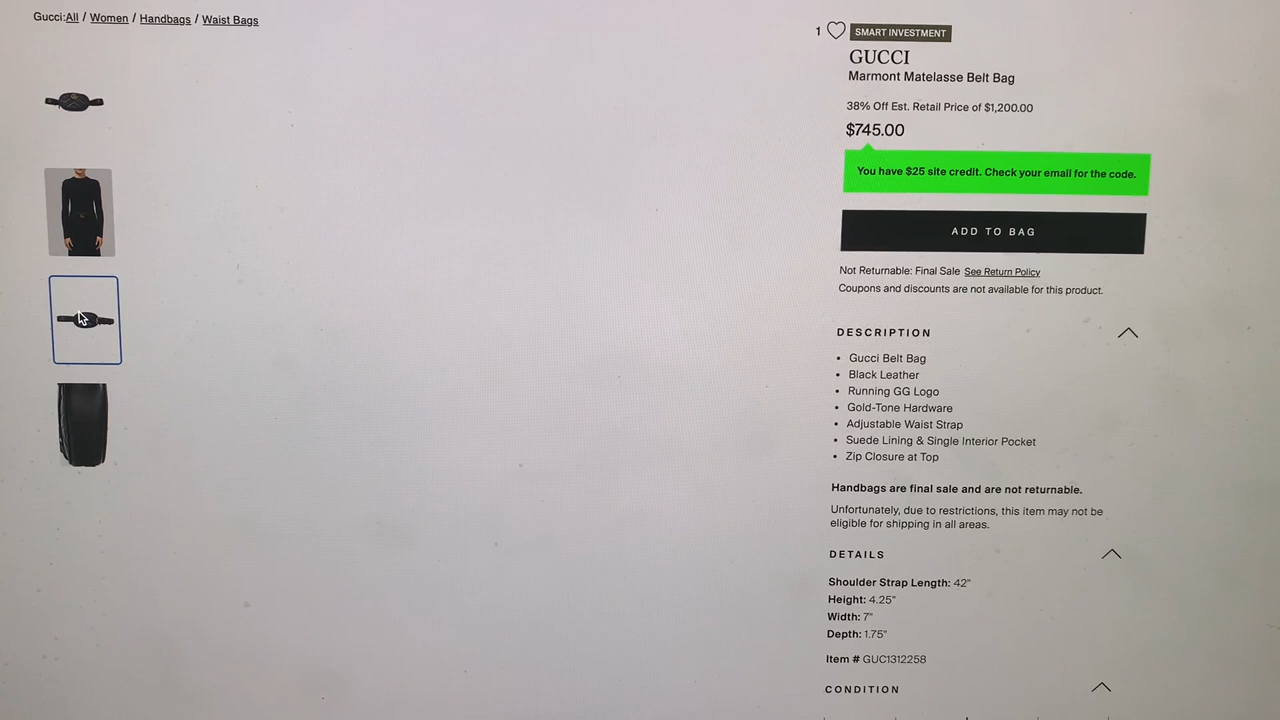 Gucci:All / Women / Handbags / Waist Bags
1 SMART INVESTMENT
GUCCI
Marmont Matelasse Belt Bag
38% Off Est. Retail Price of $1,200.00
$745.00
You have $25 site credit. Check your email for the code.
ADD TO BAG
Not Returnable: Final Sale See Return Policy
Coupons and discounts are not available for this product.
DESCRIPTION
• Gucci Belt Bag
• Black Leather
• Running GG Logo
• Gold-Tone Hardware
• Adjustable Waist Strap
• Suede Lining & Single Interior Pocket
• Zip Closure at Top
Handbags are final sale and are not returnable.
Unfortunately, due to restrictions, this item may not be
eligible for shipping in all areas.
DETAILS
Shoulder Strap Length: 42"
Height: 4.25"
Width: 7"
Depth: 1.75"
Item # GUC1312258
CONDITION